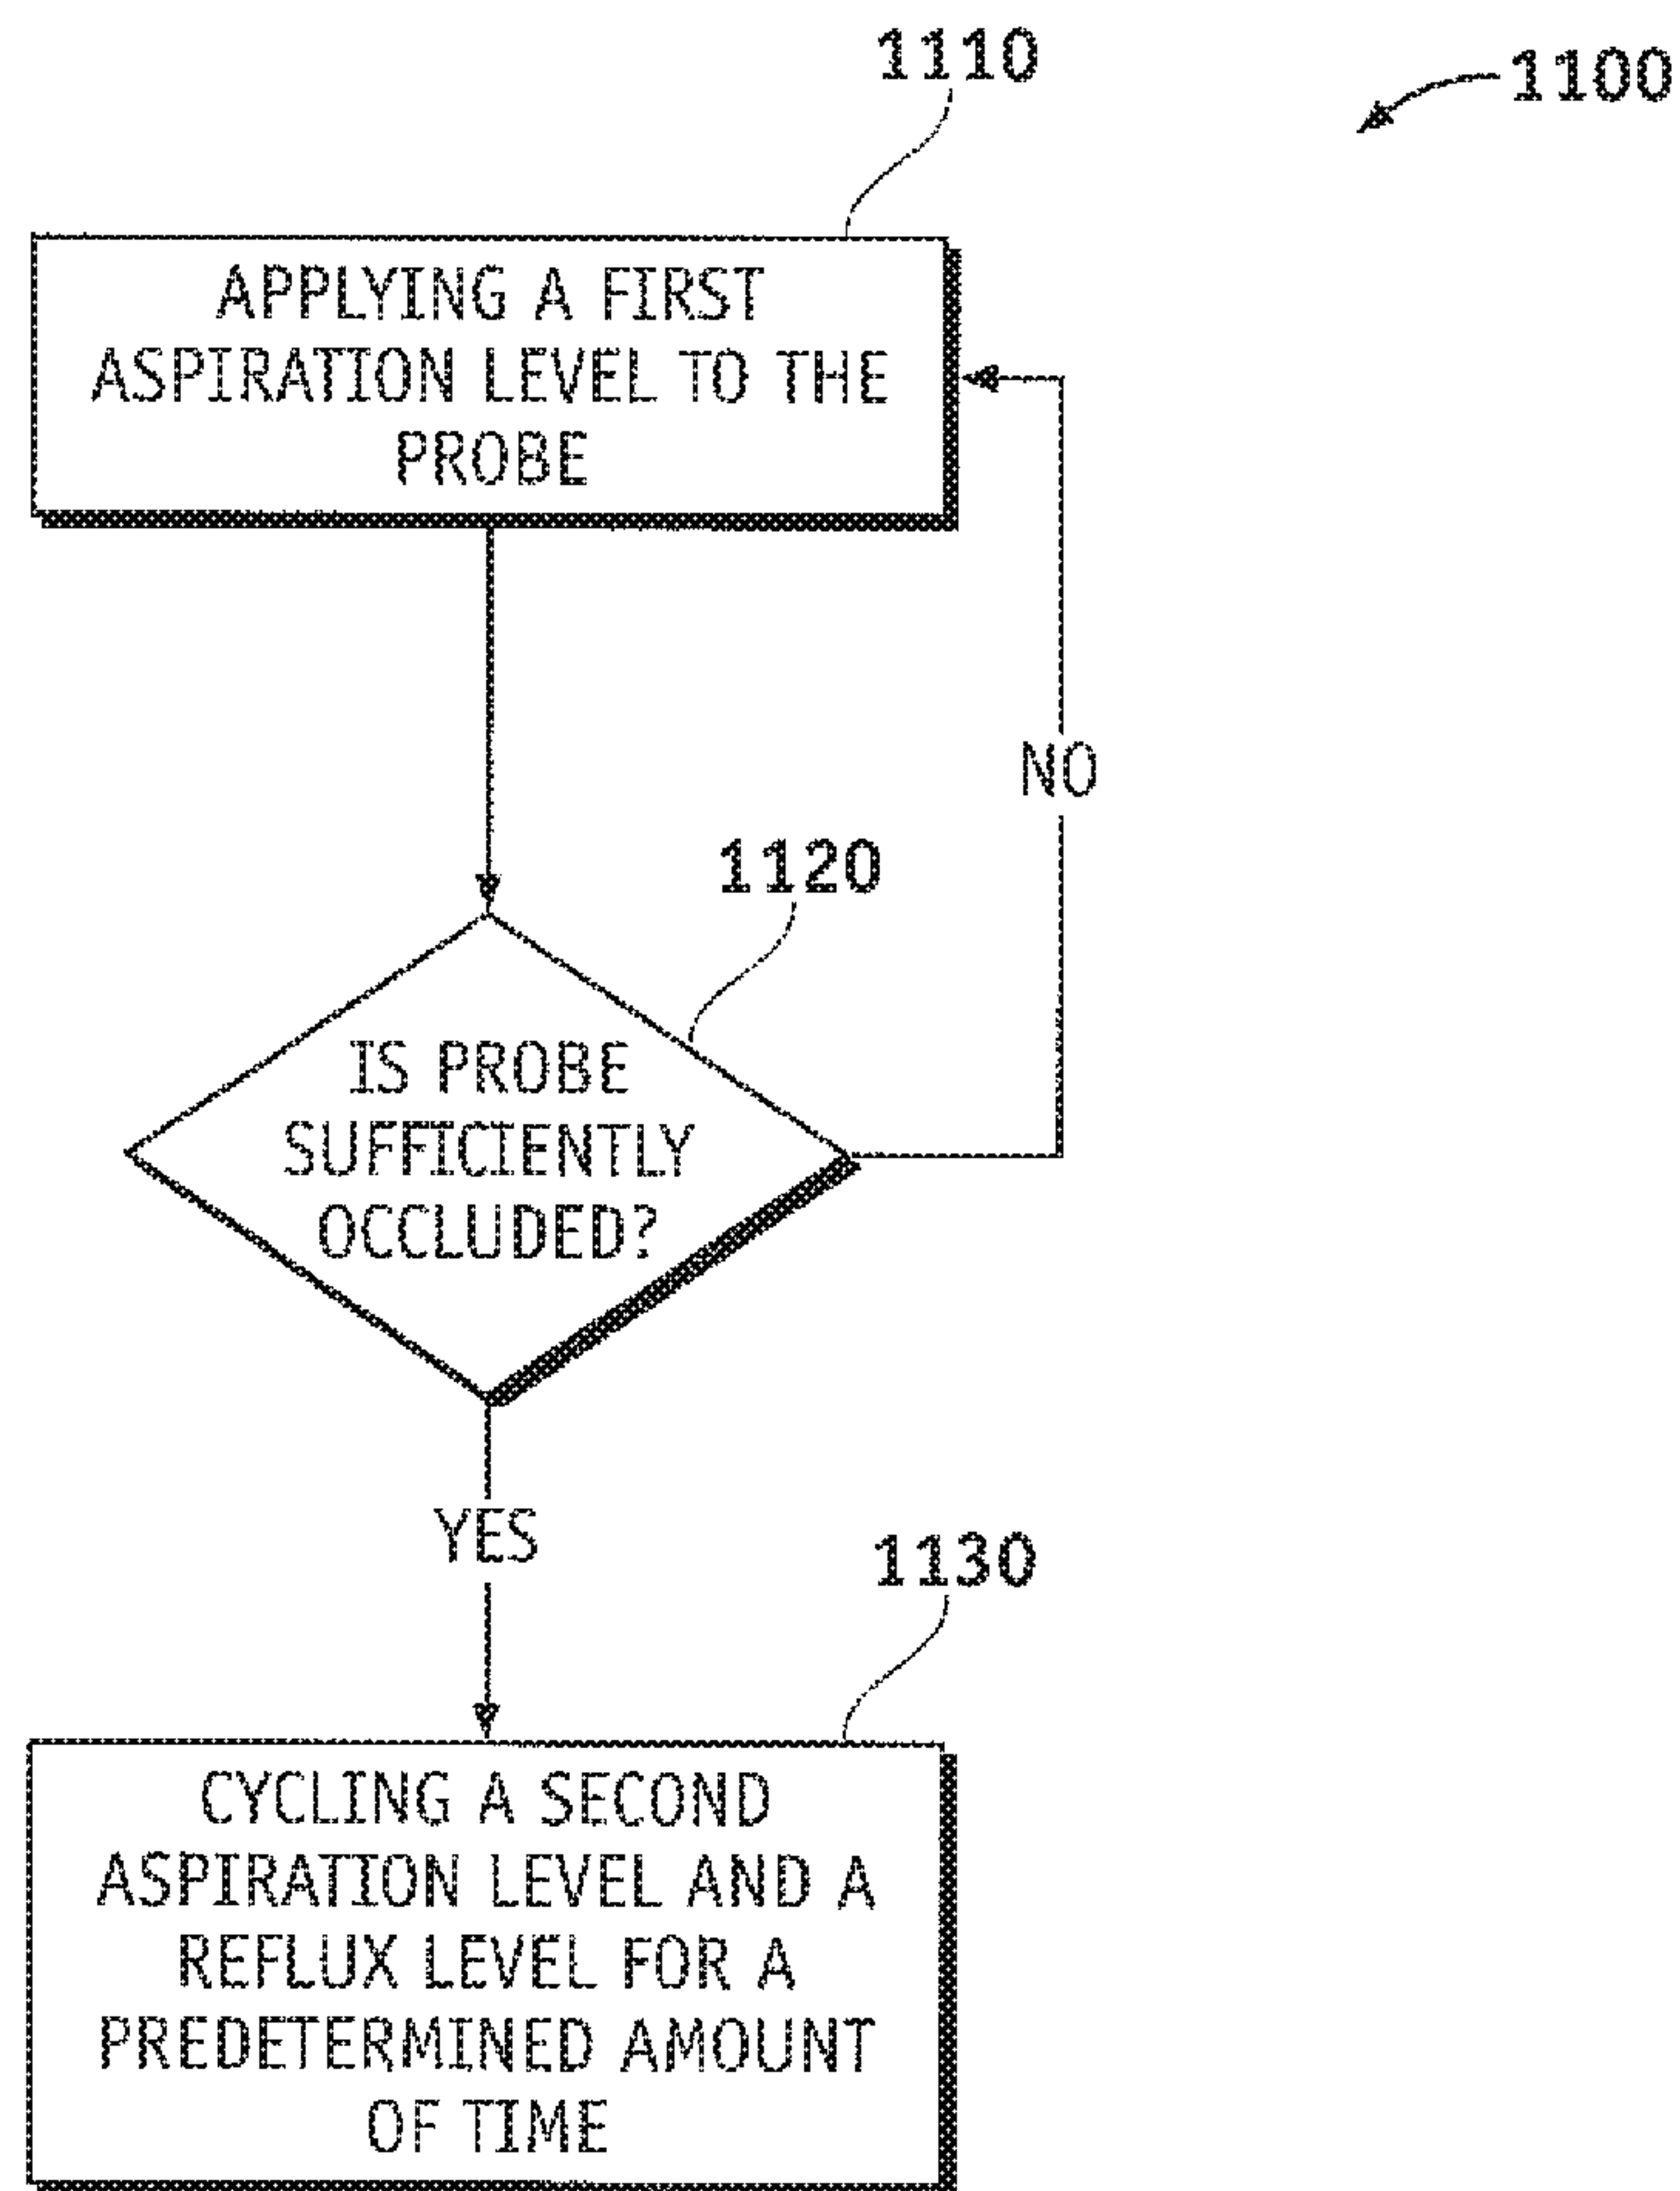 1110
1100
APPLYING A FIRST
ASPIRATION LEVEL TO THE
PROBE
NO
1120
IS PROBE
SUFFICIENTLY
OCCLUDED?
YES
1130
CYCLING A SECOND
ASPIRATION LEVEL AND A
REFLUX LEVEL FOR A
PREDETERMINED AMOUNT
OF TIME